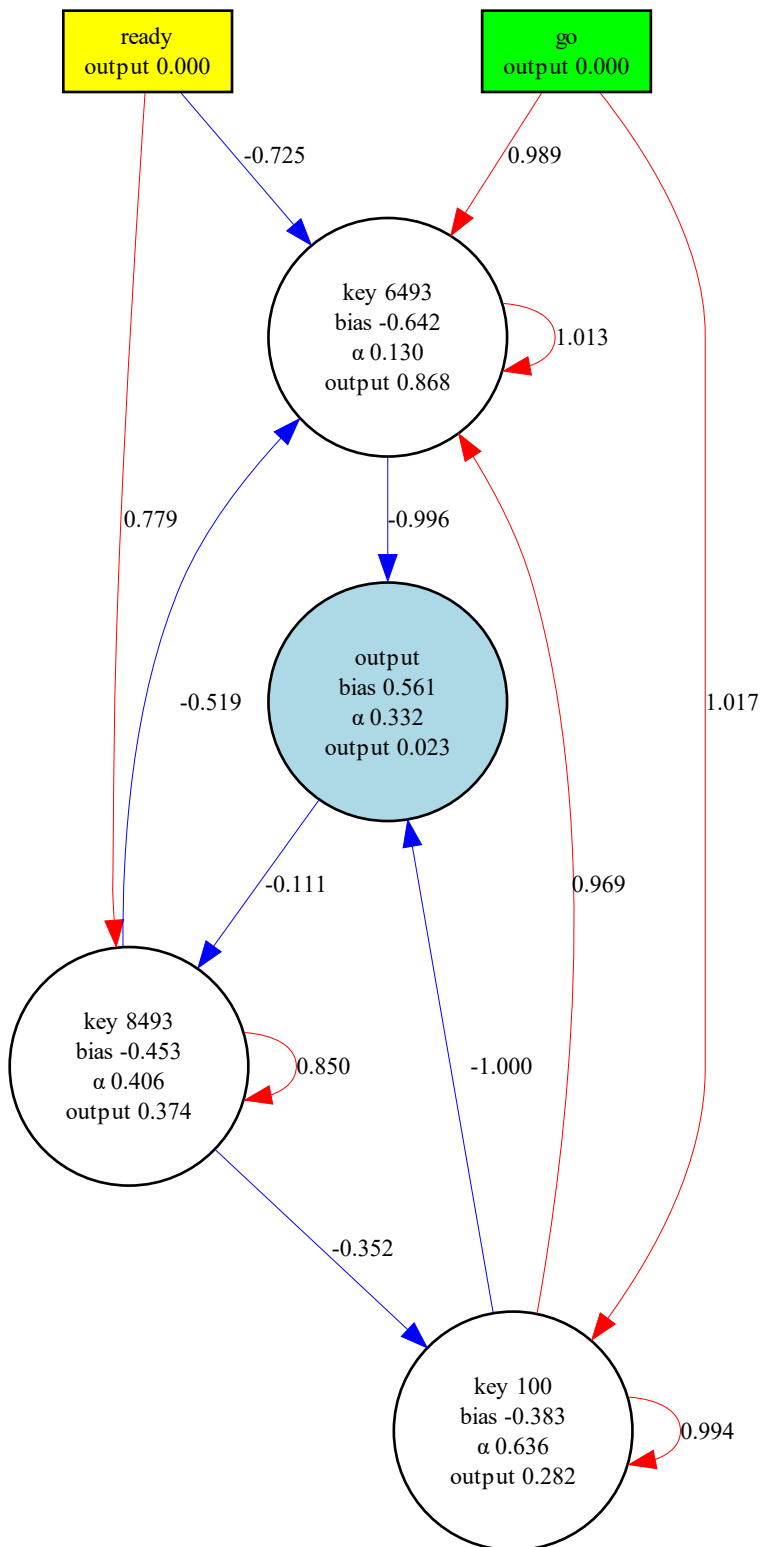 ready
output 0.000
go
output 0.000
-0.725
0.989
key 6493
bias -0.642
α 0.130
output 0.868
1.013
0.779
-0.996
output
bias 0.561
α 0.332
output 0.023
-0.519
1.017
-0.111
0.969
key 8493
bias -0.453
α 0.406
output 0.374
0.850
-1.000
-0.352
key 100
bias -0.383
α 0.636
output 0.282
0.994